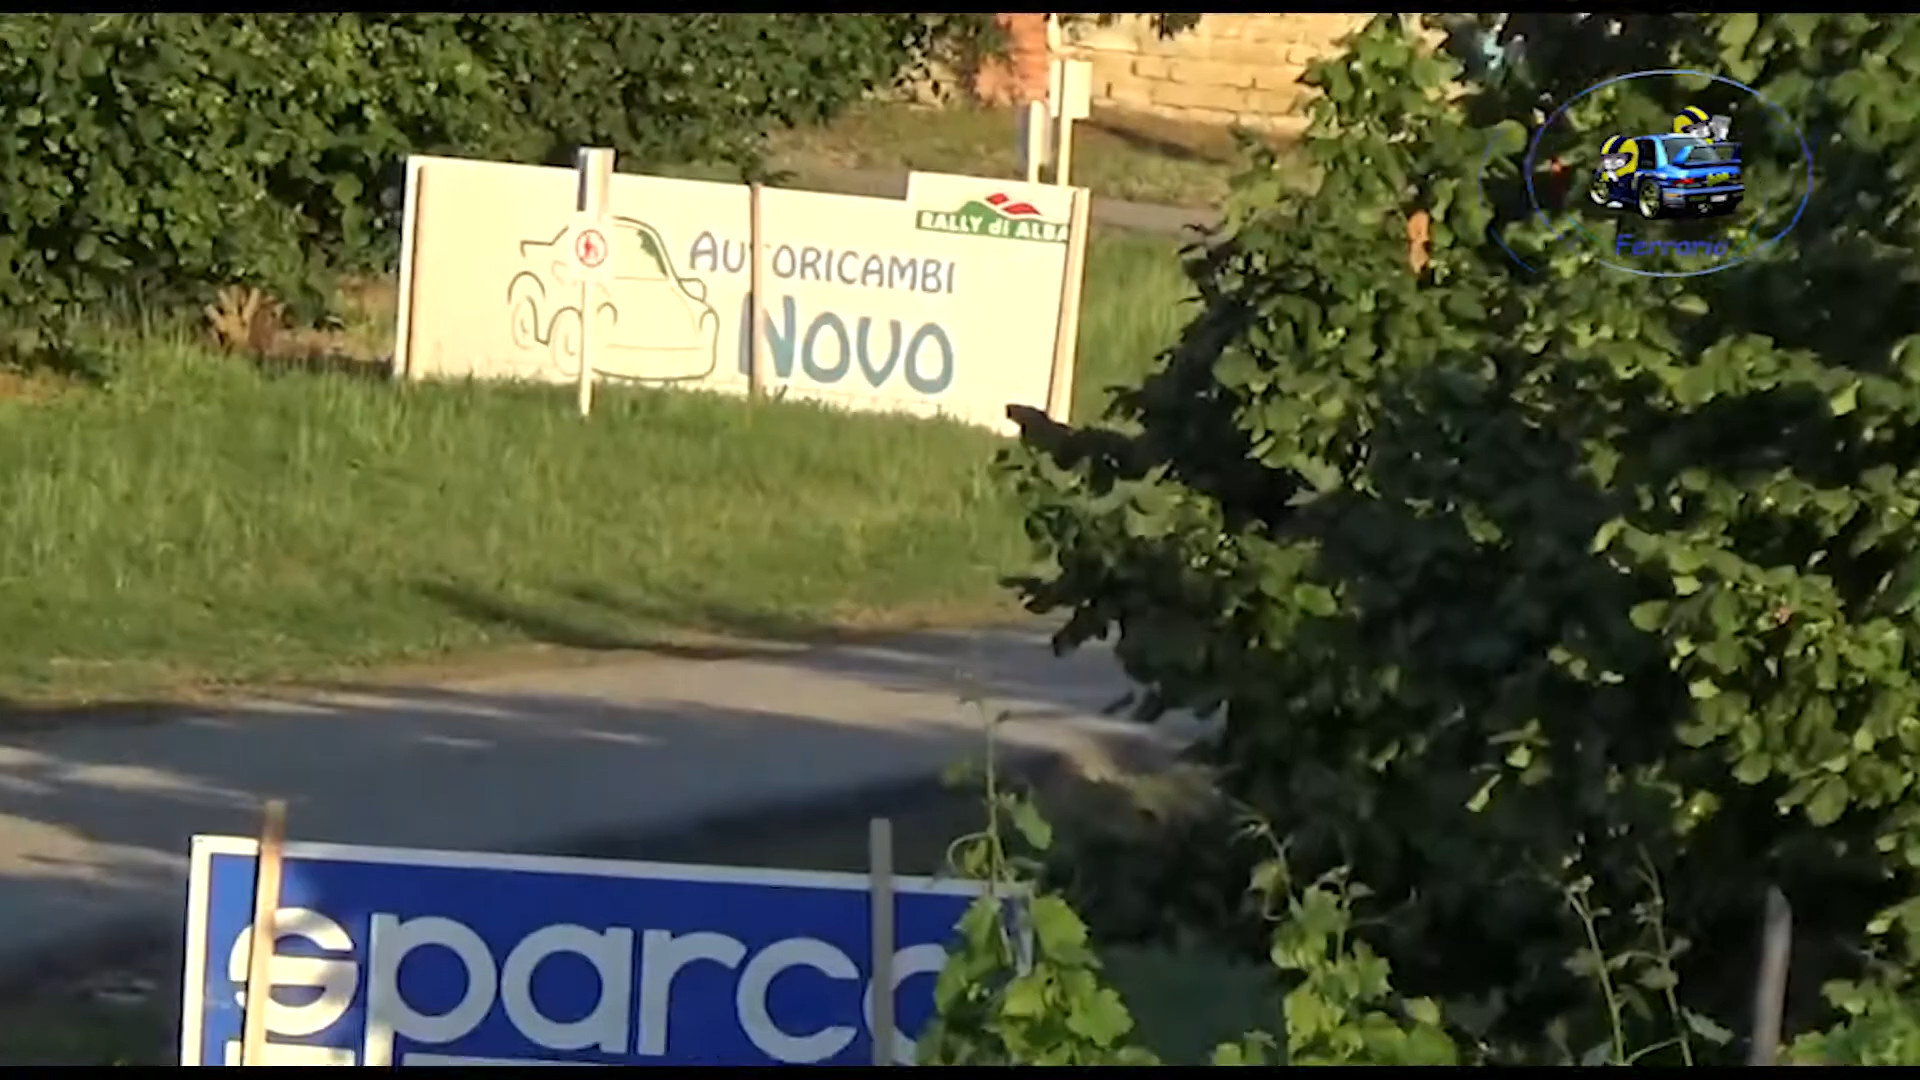 RALLY di ALBA
AUTORICAMBI
NOVO
Ferrario
sparco